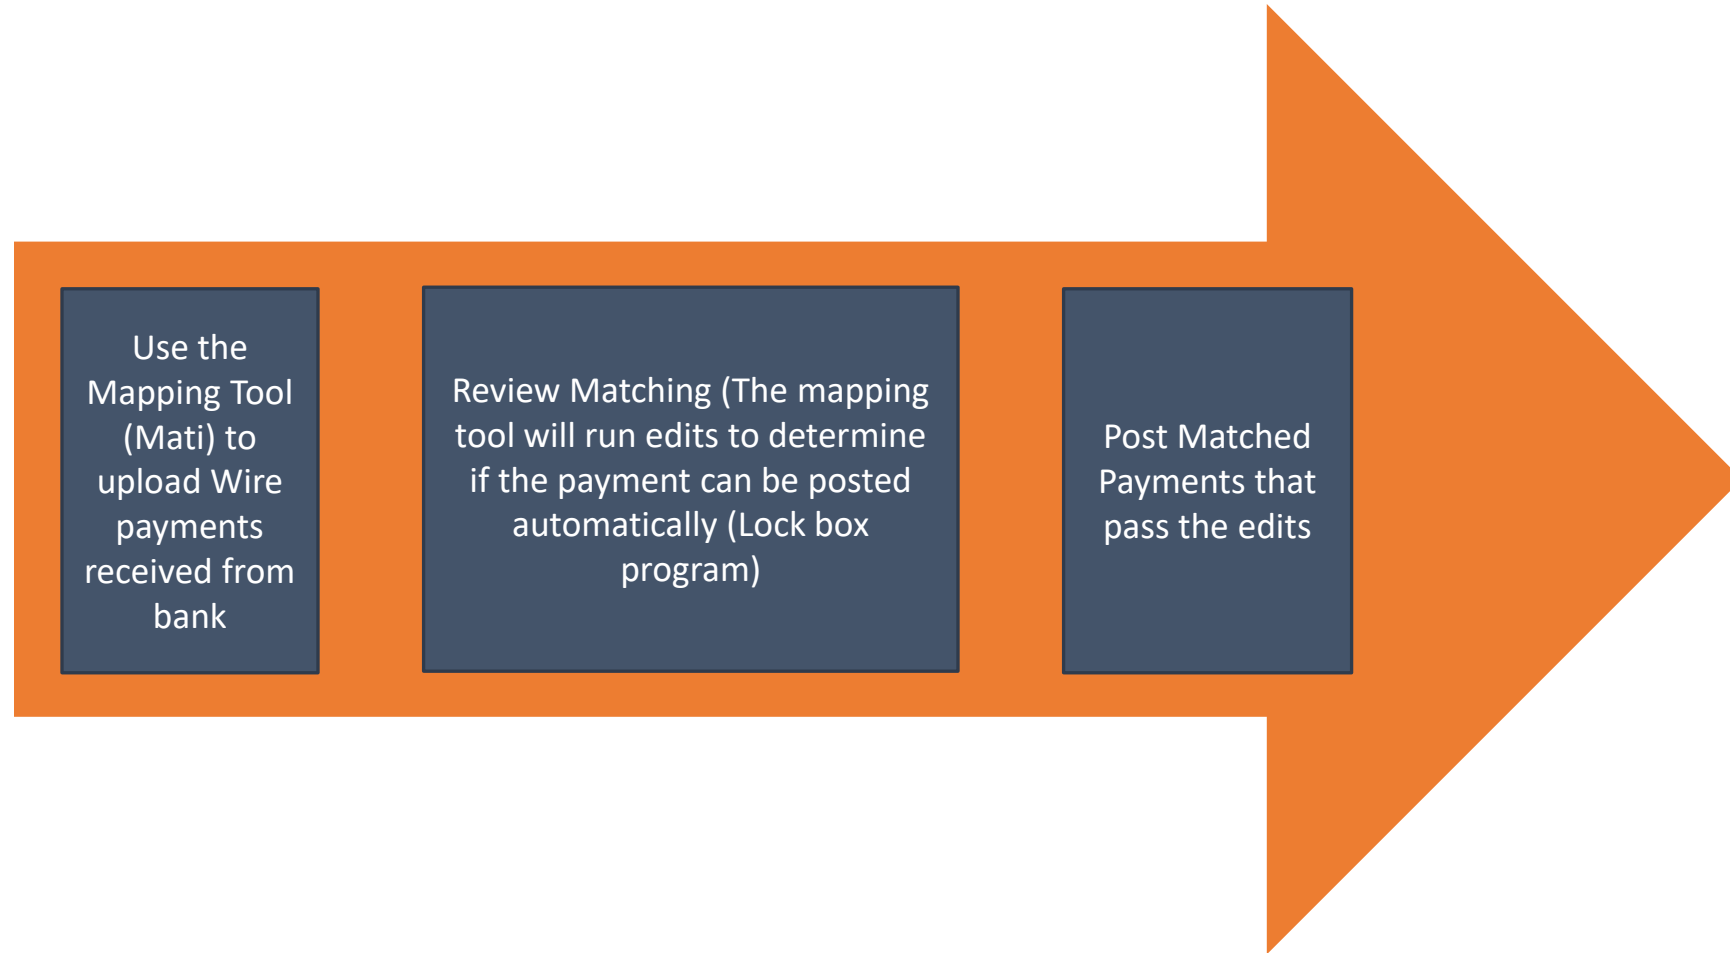 Use the
Mapping Tool
(Mati) to
upload Wire
payments
received from
bank
Review Matching (The mapping
tool will run edits to determine
if the payment can be posted
automatically (Lock box
program)
Post Matched
Payments that
pass the edits